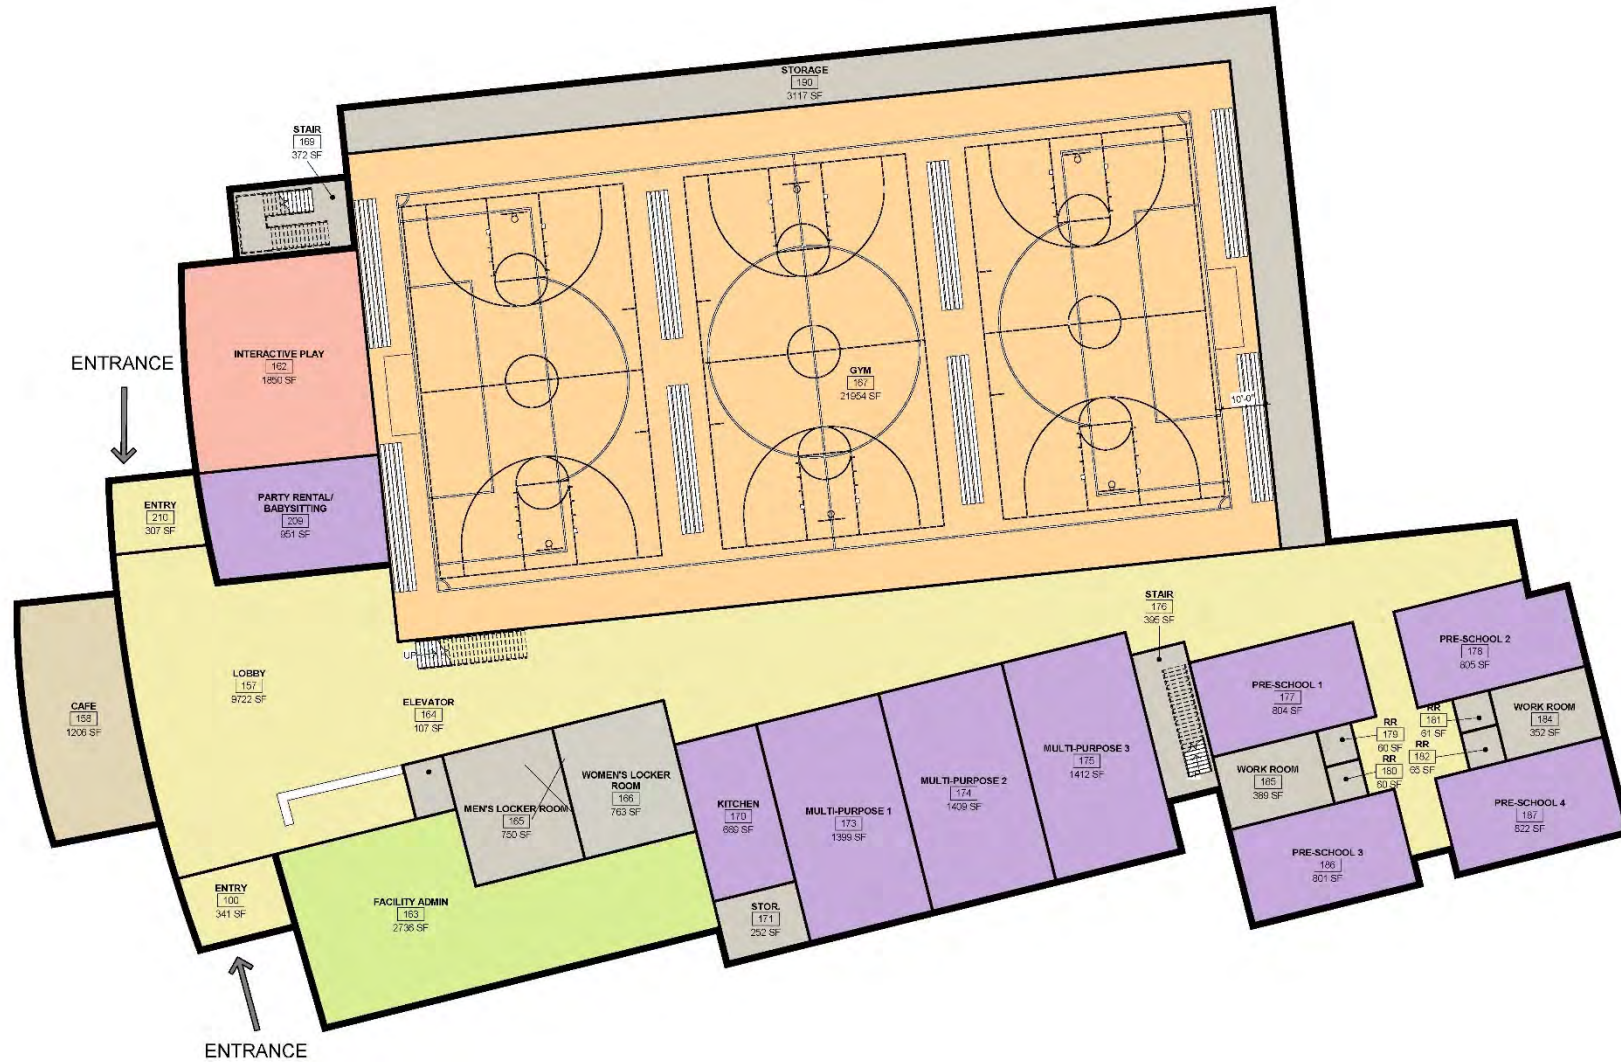 STORAGE
190
3117 SF
STAIR
169
372 SF
INTERACTIVE PLAY
162
1850 SF
ENTRANCE
GYM
167
21954 SF
10'-0"
ENTRY
210
307 SF
PARTY RENTAL/
BABYSITTING
209
951 SF
STAIR
176
395 SF
UP
LOBBY
157
9722 SF
CAFE
158
1206 SF
ELEVATOR
164
107 SF
PRE-SCHOOL 2
178
805 SF
PRE-SCHOOL 1
177
804 SF
RR
181
61 SF
WORK ROOM
184
352 SF
RR
179
60 SF
RR
182
65 SF
RR
180
60 SF
WORK ROOM
185
389 SF
MULTI-PURPOSE 3
175
1412 SF
MULTI-PURPOSE 2
174
1409 SF
MULTI-PURPOSE 1
173
1399 SF
KITCHEN
170
WOMEN'S LOCKER
ROOM
166
763 SF
MEN'S LOCKER ROOM
165
750 SF
PRE-SCHOOL 4
187
822 SF
PRE-SCHOOL 3
186
801 SF
ENTRY
100
341 SF
FACILITY ADMIN
163
2736 SF
STOR.
171
252 SF
ENTRANCE